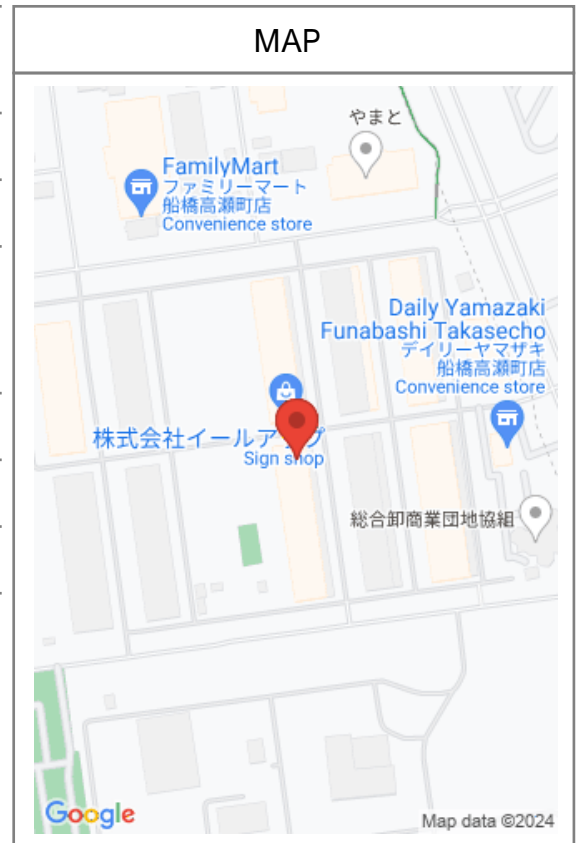 MAP
やまと
FamilyMart
ファミリーマート
船橋高瀬町店
Convenience store
Daily Yamazaki
Funabashi Takasecho
デイリーヤマザキ
船橋高瀬町店
Convenience store
株式会社イールア
プ
Sign shop
総合卸商業団地協組
Google
Map data ©2024